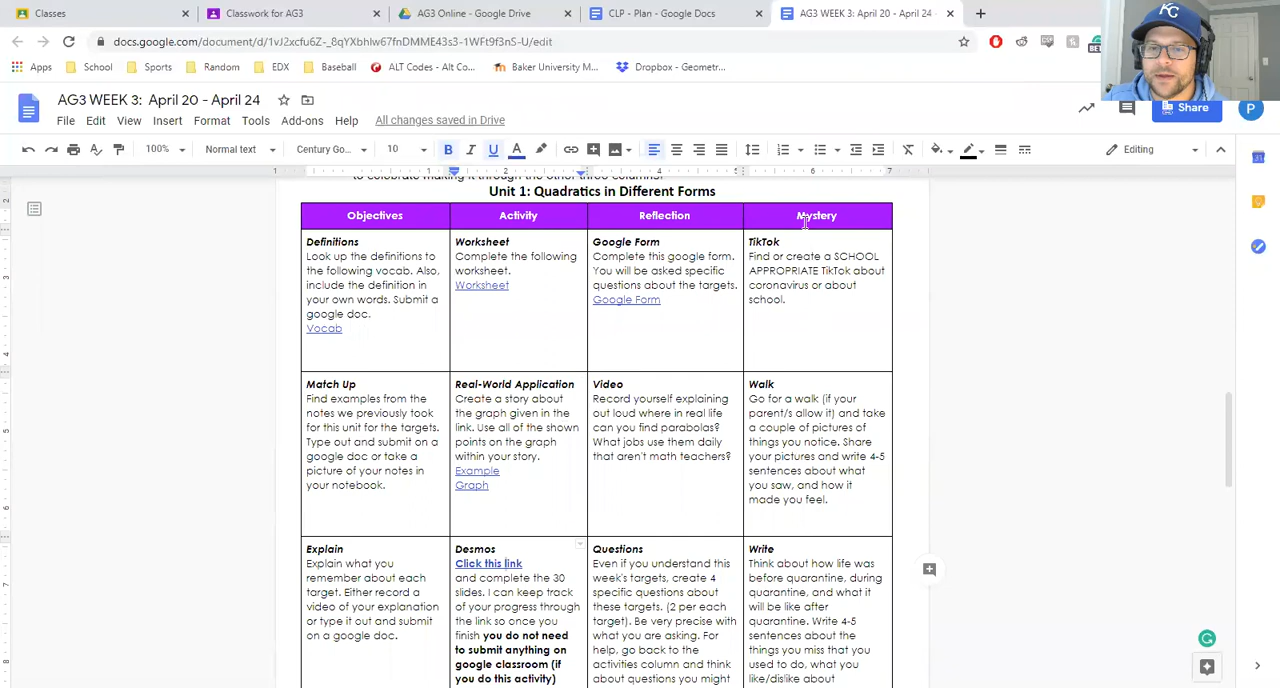 Classes
Classwork for AG3
AG3 Online - Google Drive
CLP - Plan - Google Docs
AG3 WEEK 3: April 20 - April 24
docs.google.com/document/d/1vJ2xcfu6Z-_8qYXbhlw67fnDMME43s3-1WFt9f3nS-U/edit
Apps School Sports Random EDX Baseball ALT Codes - Alt... Baker University M... Dropbox - Geometr...
KC
AG3 WEEK 3: April 20 - April 24
File Edit View Insert Format Tools Add-ons Help All changes saved in Drive
Share P
100% Normal text Century Go... 10 B I U A Editing
to celebrate making it through the other three columns!
Unit 1: Quadratics in Different Forms
Objectives Activity Reflection Mystery
Definitions
Look up the definitions to
the following vocab. Also,
include the definition in
your own words. Submit a
google doc.
Vocab
Worksheet
Complete the following
worksheet.
Worksheet
Google Form
Complete this google form.
You will be asked specific
questions about the targets.
Google Form
TikTok
Find or create a SCHOOL
APPROPRIATE TikTok about
coronavirus or about
school.
Match Up
Find examples from the
notes we previously took
for this unit for the targets.
Type out and submit on a
google doc or take a
picture of your notes in
your notebook.
Real-World Application
Create a story about
the graph given in the
link. Use all of the shown
points on the graph
within your story.
Example
Graph
Video
Record yourself explaining
out loud where in real life
can you find parabolas?
What jobs use them daily
that aren't math teachers?
Walk
Go for a walk (if your
parent/s allow it) and take
a couple of pictures of
things you notice. Share
your pictures and write 4-5
sentences about what
you saw, and how it
made you feel.
Explain
Explain what you
remember about each
target. Either record a
video of your explanation
or type it out and submit
on a google doc.
Desmos
Click this link
and complete the 30
slides. I can keep track
of your progress through
the link so once you
finish you do not need
to submit anything on
google classroom (if
you do this activity)
Questions
Even if you understand this
week's targets, create 4
specific questions about
these targets. (2 per each
target). Be very precise with
what you are asking. For
help, go back to the
activities column and think
about questions you might
Write
Think about how life was
before quarantine, during
quarantine, and what it
will be like after
quarantine. Write 4-5
sentences about the
things you miss that you
used to do, what you
like/dislike about